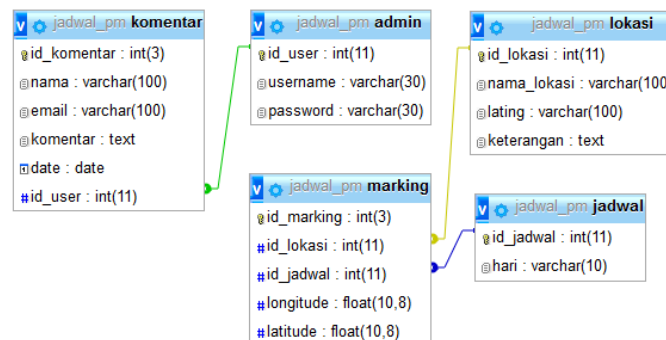 jadwal_pm komentar
id_komentar : int(3)
nama : varchar(100)
email : varchar(100)
komentar : text
date : date
#id_user : int(11)
jadwal_pm admin
id_user : int(11)
username : varchar(30)
password : varchar(30)
jadwal_pm lokasi
id_lokasi : int(11)
nama_lokasi : varchar(100
lating : varchar(100)
keterangan : text
jadwal_pm marking
id_marking : int(3)
#id_lokasi : int(11)
#id_jadwal : int(11)
#longitude : float(10,8)
#latitude : float(10,8)
jadwal_pm jadwal
id_jadwal : int(11)
hari : varchar(10)